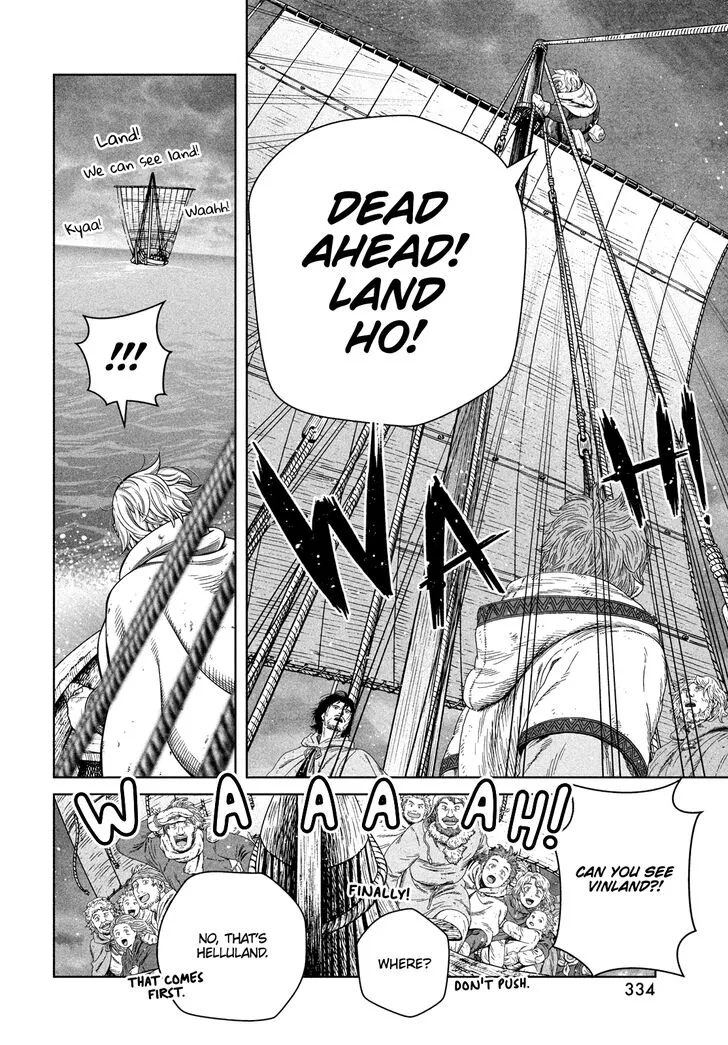 DEAD
AHEAD!
LAND
HO!
WAH!
Land!
We can see land!
Waahh!
Kyaa!
!!!
WAAAAH!
CAN YOU SEE
VINLAND?!
FINALLY!
WHERE?
DON'T PUSH.
NO, THAT'S
HELLULAND.
THAT COMES
FIRST.
334